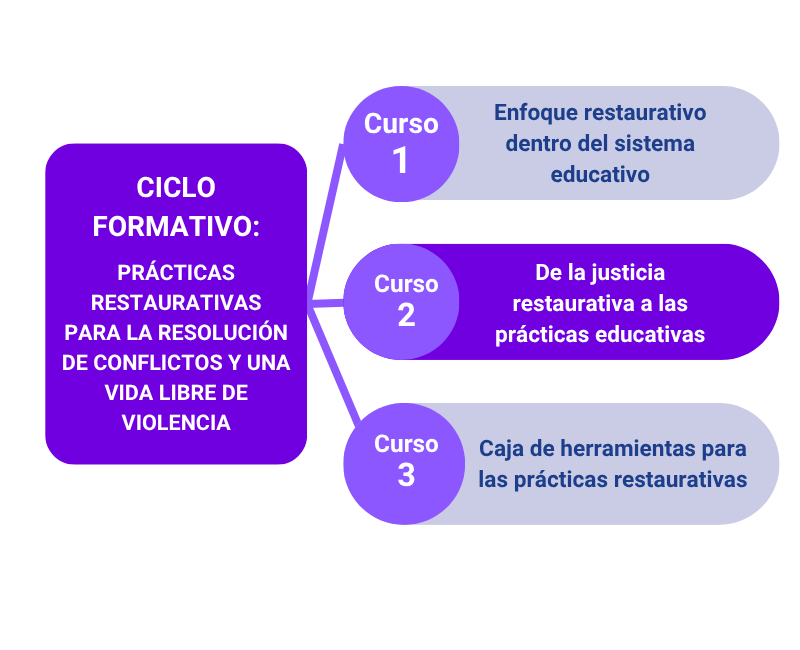 CICLO
FORMATIVO:
PRÁCTICAS
RESTAURATIVAS
PARA LA RESOLUCIÓN
DE CONFLICTOS Y UNA
VIDA LIBRE DE
VIOLENCIA
Curso
1
Enfoque restaurativo
dentro del sistema
educativo
Curso
2
De la justicia
restaurativa a las
prácticas educativas
Curso
3
Caja de herramientas para
las prácticas restaurativas